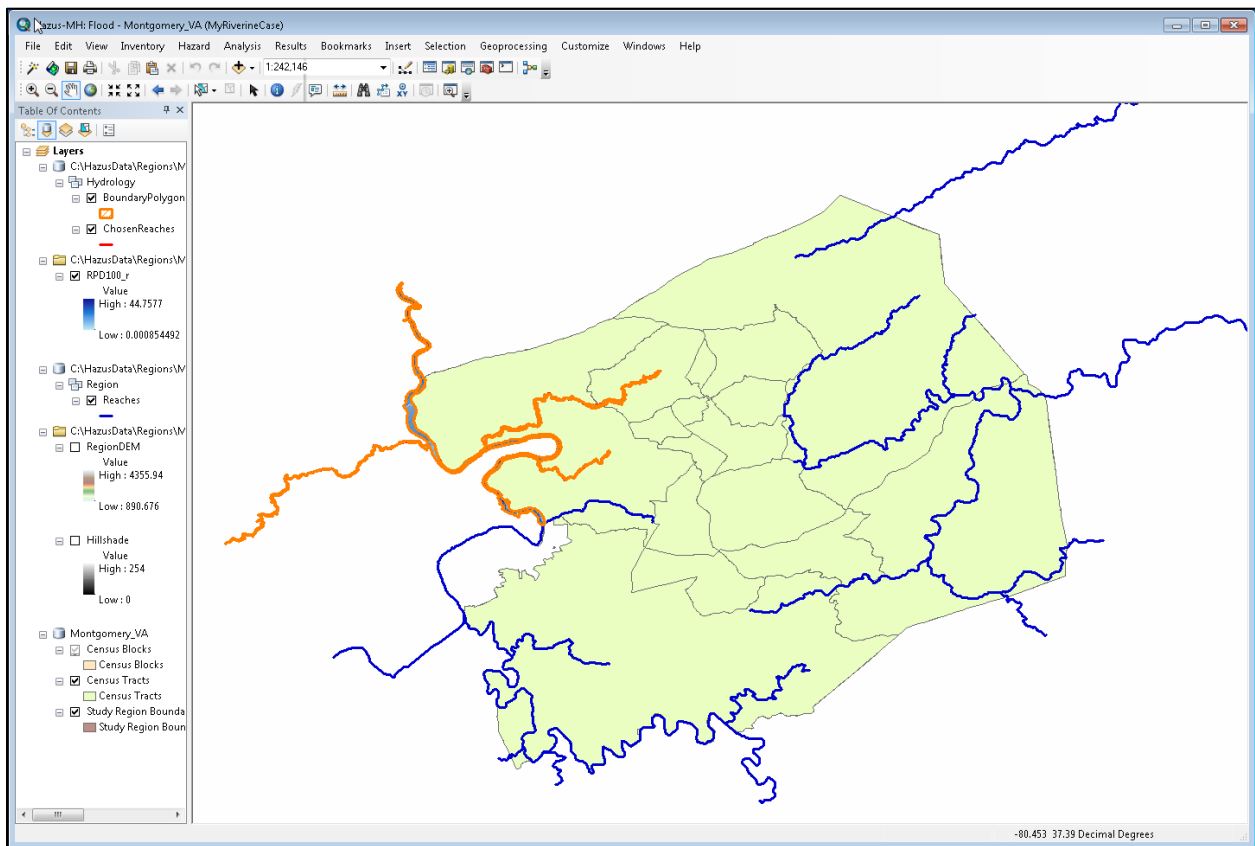 Hazus-MH: Flood - Montgomery_VA (MyRiverineCase)
File Edit View Inventory Hazard Analysis Results Bookmarks Insert Selection Geoprocessing Customize Windows Help
1:242,146
Table Of Contents
Layers
C:\HazusData\Regions\M
Hydrology
BoundaryPolygon
ChosenReaches
C:\HazusData\Regions\M
RPD100_r
Value
High : 44.7577
Low : 0.000854492
C:\HazusData\Regions\M
Region
Reaches
C:\HazusData\Regions\M
RegionDEM
Value
High : 4355.94
Low : 890.676
Hillshade
Value
High : 254
Low : 0
Montgomery_VA
Census Blocks
Census Blocks
Census Tracts
Census Tracts
Study Region Bounda
Study Region Boun
-80.453 37.39 Decimal Degrees